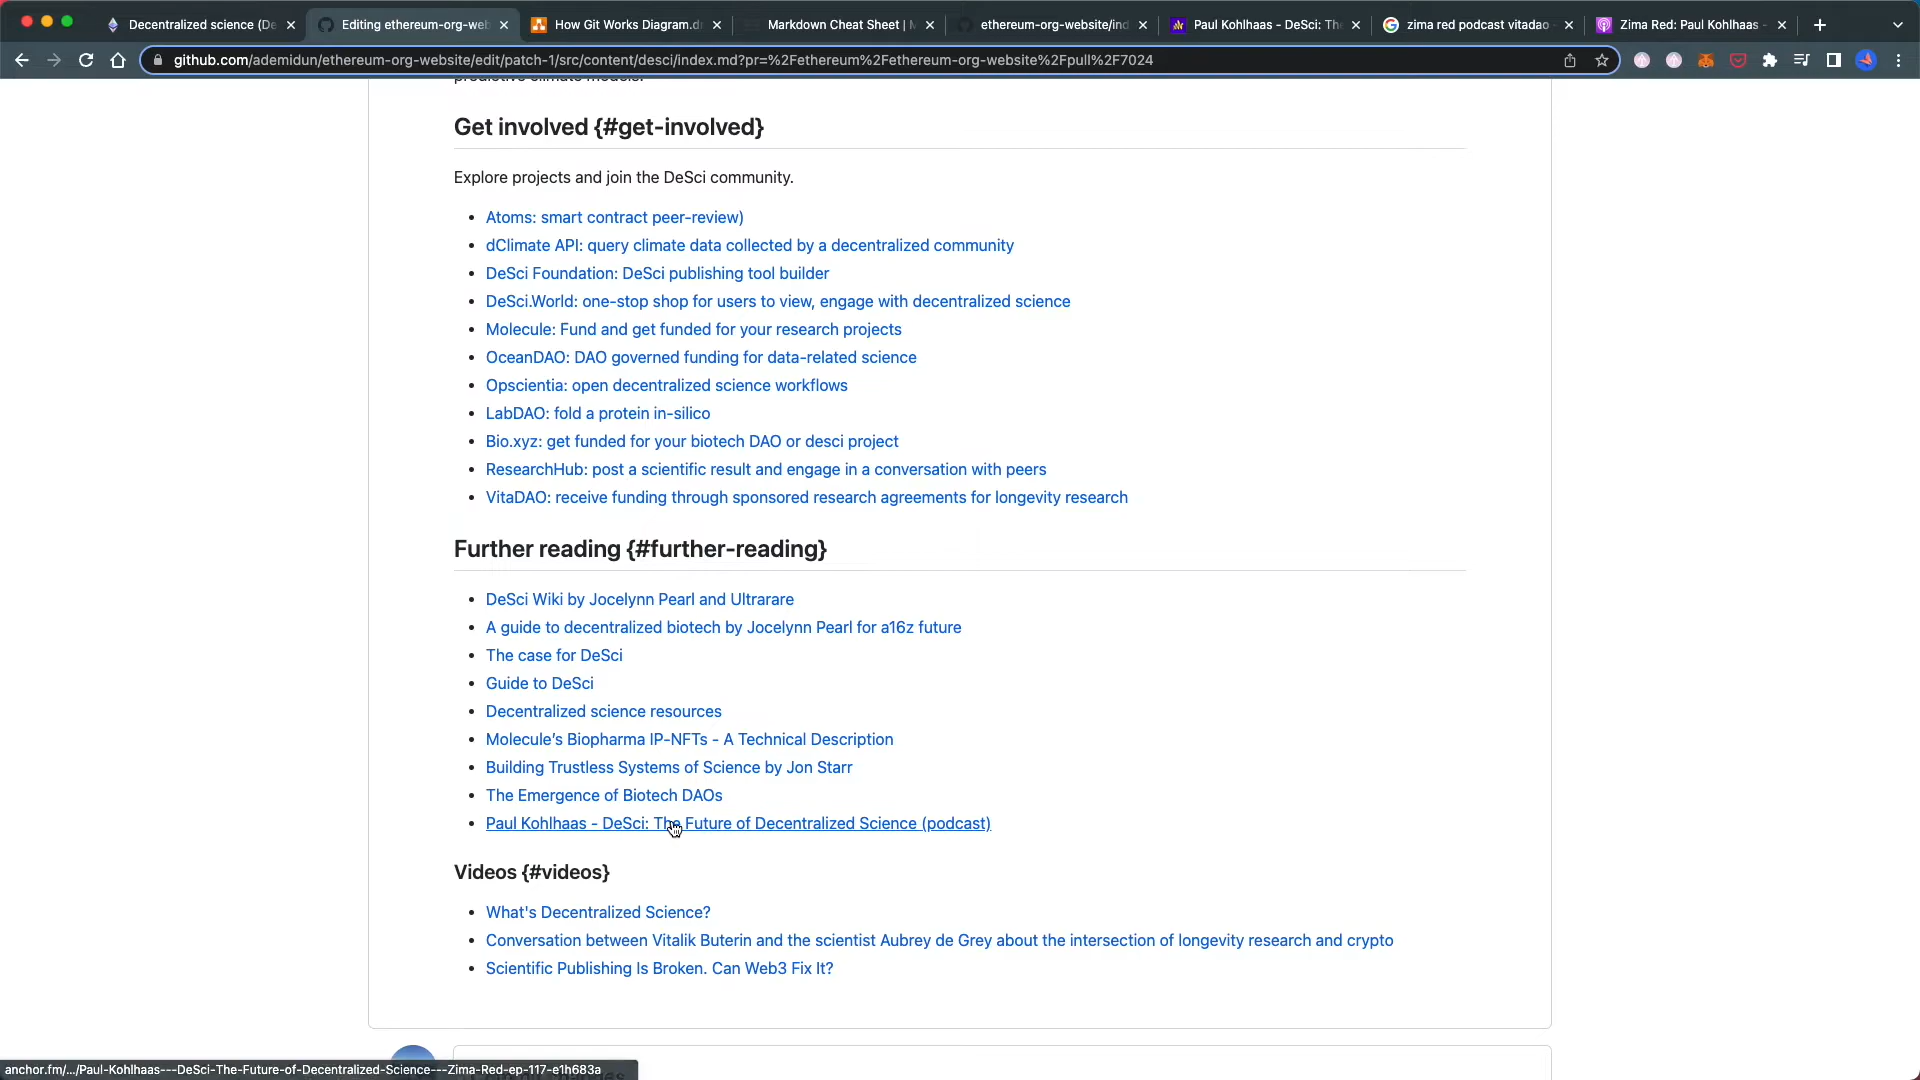 Decentralized science (De
Editing ethereum-org-web
How Git Works Diagram.d
Markdown Cheat Sheet | M
ethereum-org-website/ind
Paul Kohlhaas - DeSci: The
zima red podcast vitadao
Zima Red: Paul Kohlhaas -
github.com/ademidun/ethereum-org-website/edit/patch-1/src/content/desci/index.md?pr=%2Fethereum%2Fethereum-org-website%2Fpull%2F7024
predictive climate models.
Get involved {#get-involved}
Explore projects and join the DeSci community.
• Atoms: smart contract peer-review)
• dClimate API: query climate data collected by a decentralized community
• DeSci Foundation: DeSci publishing tool builder
• DeSci.World: one-stop shop for users to view, engage with decentralized science
• Molecule: Fund and get funded for your research projects
• OceanDAO: DAO governed funding for data-related science
• Opscientia: open decentralized science workflows
• LabDAO: fold a protein in-silico
• Bio.xyz: get funded for your biotech DAO or desci project
• ResearchHub: post a scientific result and engage in a conversation with peers
• VitaDAO: receive funding through sponsored research agreements for longevity research
Further reading {#further-reading}
• DeSci Wiki by Jocelynn Pearl and Ultrarare
• A guide to decentralized biotech by Jocelynn Pearl for a16z future
• The case for DeSci
• Guide to DeSci
• Decentralized science resources
• Molecule's Biopharma IP-NFTs - A Technical Description
• Building Trustless Systems of Science by Jon Starr
• The Emergence of Biotech DAOs
• Paul Kohlhaas - DeSci: The Future of Decentralized Science (podcast)
Videos {#videos}
• What's Decentralized Science?
• Conversation between Vitalik Buterin and the scientist Aubrey de Grey about the intersection of longevity research and crypto
• Scientific Publishing Is Broken. Can Web3 Fix It?
anchor.fm/.../Paul-Kohlhaas---DeSci-The-Future-of-Decentralized-Science---Zima-Red-ep-117-e1h683a